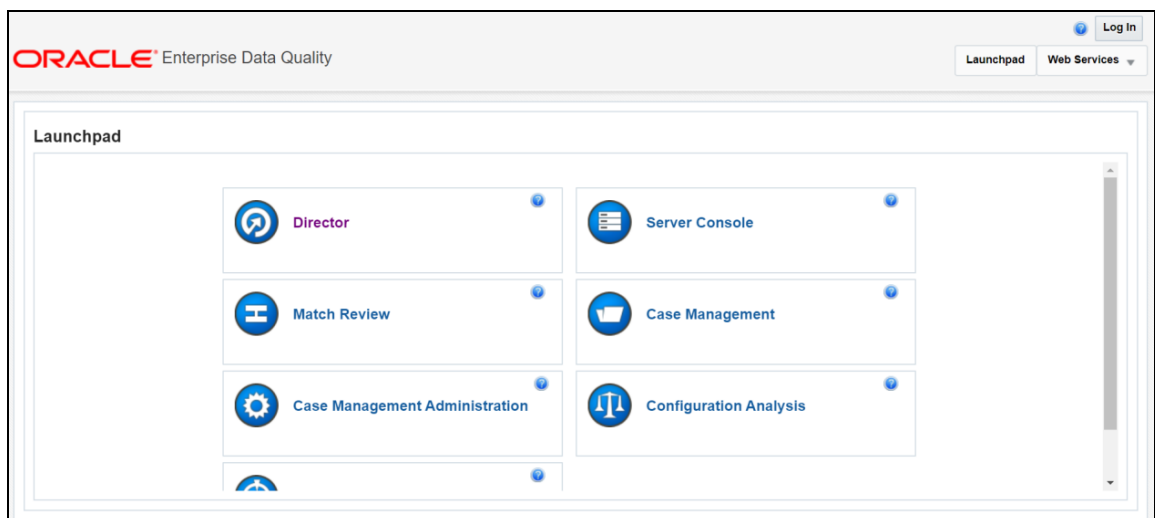 Log In
ORACLE Enterprise Data Quality
Launchpad Web Services
Launchpad
Director Server Console
Match Review Case Management
Case Management Administration Configuration Analysis